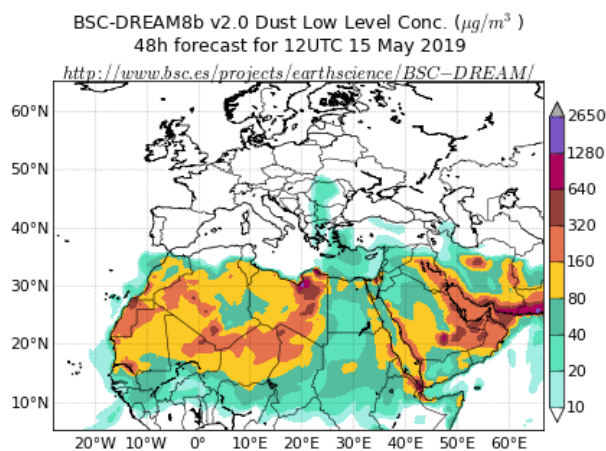 BSC-DREAM8b v2.0 Dust Low Level Conc. (μg/m³ )
48h forecast for 12UTC 15 May 2019
http://www.bsc.es/projects/earthscience/BSC−DREAM/
60°N
50°N
40°N
30°N
20°N
10°N
20°W 10°W 0° 10°E 20°E 30°E 40°E 50°E 60°E
2650
1280
640
320
160
80
40
20
10